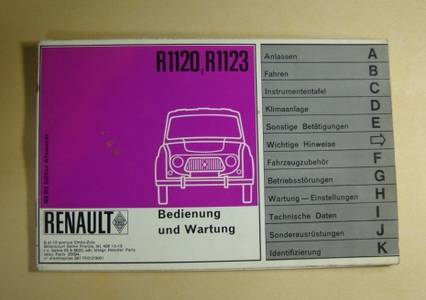 R1120, R1123
Bedienung
und Wartung
RENAULT
Anlassen A
Fahren B
Instrumententafel C
Klimaanlage D
Sonstige Betätigungen E
Wichtige Hinweise
Fahrzeugzubehör F
Betriebsstörungen G
Wartung — Einstellungen H
Technische Daten I
Sonderausrüstungen J
Identifizierung K